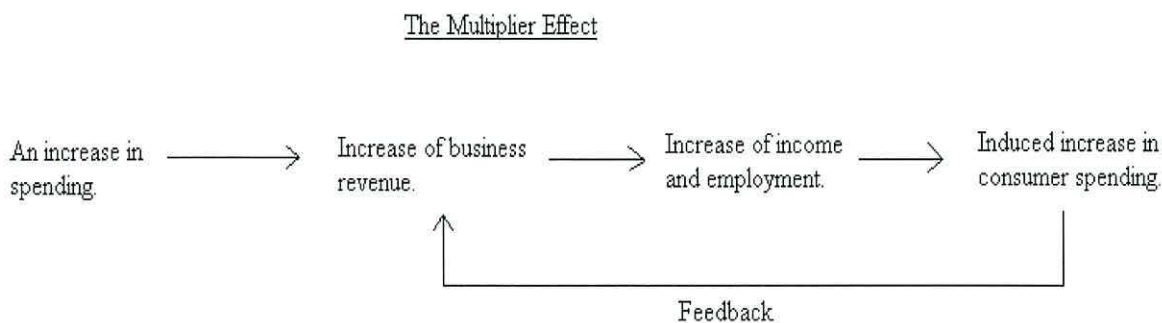 The Multiplier Effect
An increase in
spending.
Increase of business
revenue.
Increase of income
and employment.
Induced increase in
consumer spending.
Feedback